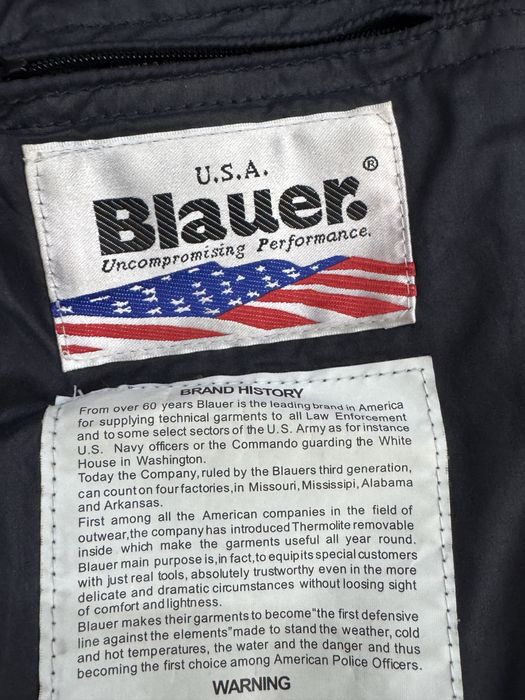 U.S.A.
Blauer.®
Uncompromising Performance.
BRAND HISTORY
From over 60 years Blauer is the leading brand in America
for supplying technical garments to all Law Enforcement
and to some select sectors of the U.S. Army as for instance
U.S. Navy officers or the Commando guarding the White
House in Washington.
Today the Company, ruled by the Blauers third generation,
can count on four factories, in Missouri, Mississipi, Alabama
and Arkansas.
First among all the American companies in the field of
outwear, the company has introduced Thermolite removable
inside which make the garments useful all year round.
Blauer main purpose is, in fact, to equip its special customers
with just real tools, absolutely trustworthy even in the more
delicate and dramatic circumstances without loosing sight
of comfort and lightness.
Blauer makes their garments to become "the first defensive
line against the elements" made to stand the weather, cold
and hot temperatures, the water and the danger and thus
becoming the first choice among American Police Officers.
WARNING